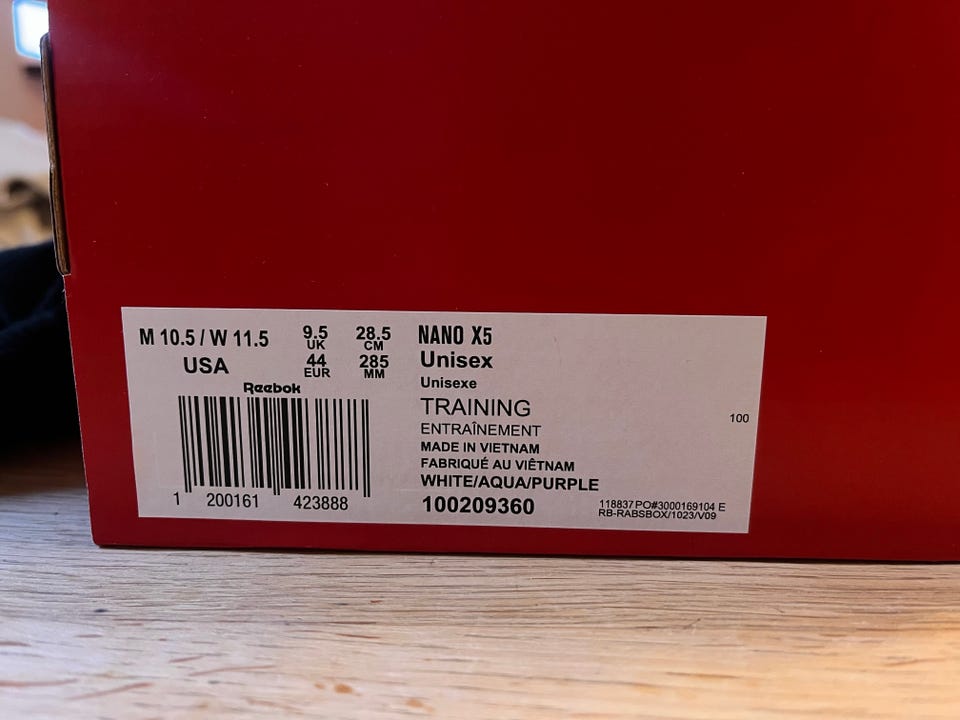 M 10.5 / W 11.5
USA
9.5
UK
44
EUR
28.5
CM
285
MM
Reebok
1 200161 423888
NANO X5
Unisex
Unisexe
TRAINING
ENTRAÎNEMENT
MADE IN VIETNAM
FABRIQUÉ AU VIÊTNAM
WHITE/AQUA/PURPLE
100209360
100
118837 PO#3000169104 E
RB-RABSBOX/1023/V09